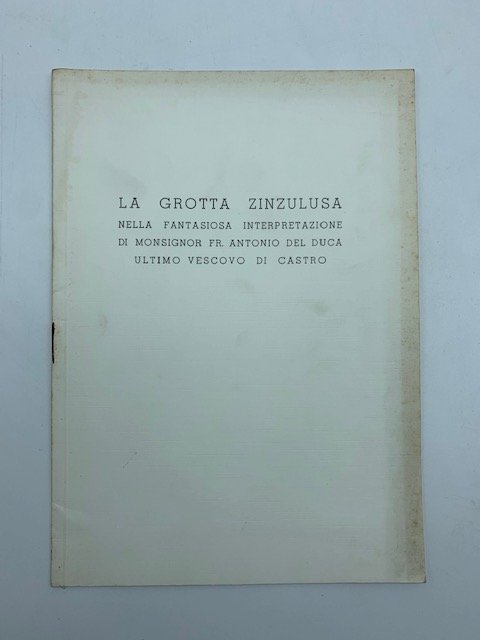 LA GROTTA ZINZULUSA
NELLA FANTASIOSA INTERPRETAZIONE
DI MONSIGNOR FR. ANTONIO DEL DUCA
ULTIMO VESCOVO DI CASTRO